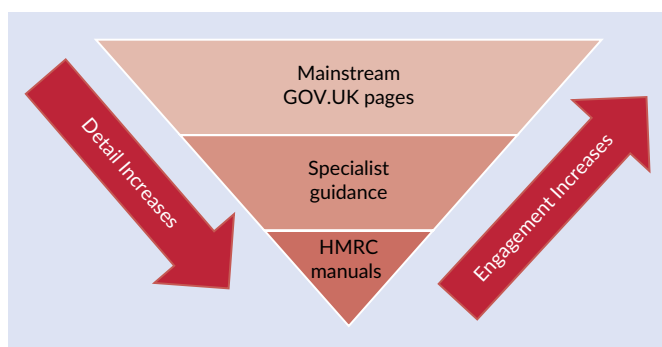 Mainstream
GOV.UK pages
Detail Increases
Specialist
guidance
Engagement Increases
HMRC
manuals